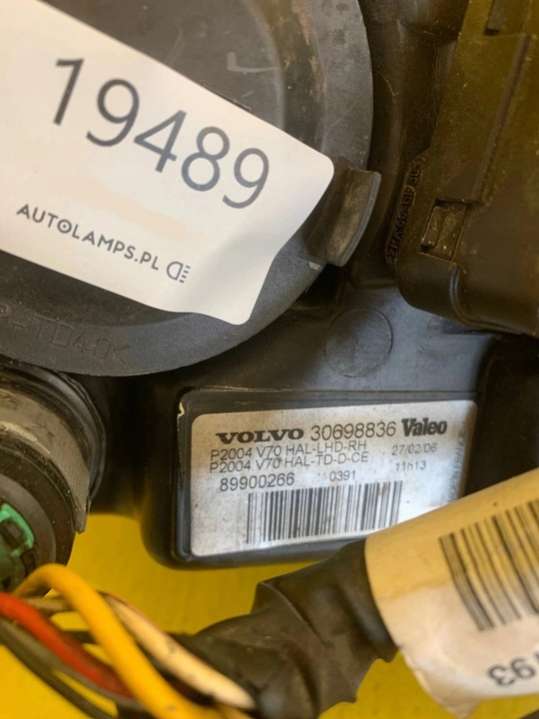 19489
AUTOLAMPS.PL
VOLVO 30698836 Valeo
P2004 V70 HAL-LHD-RH 27/02/06
P2004 V70 HAL-TD-D-CE 11h13
89900266 0391